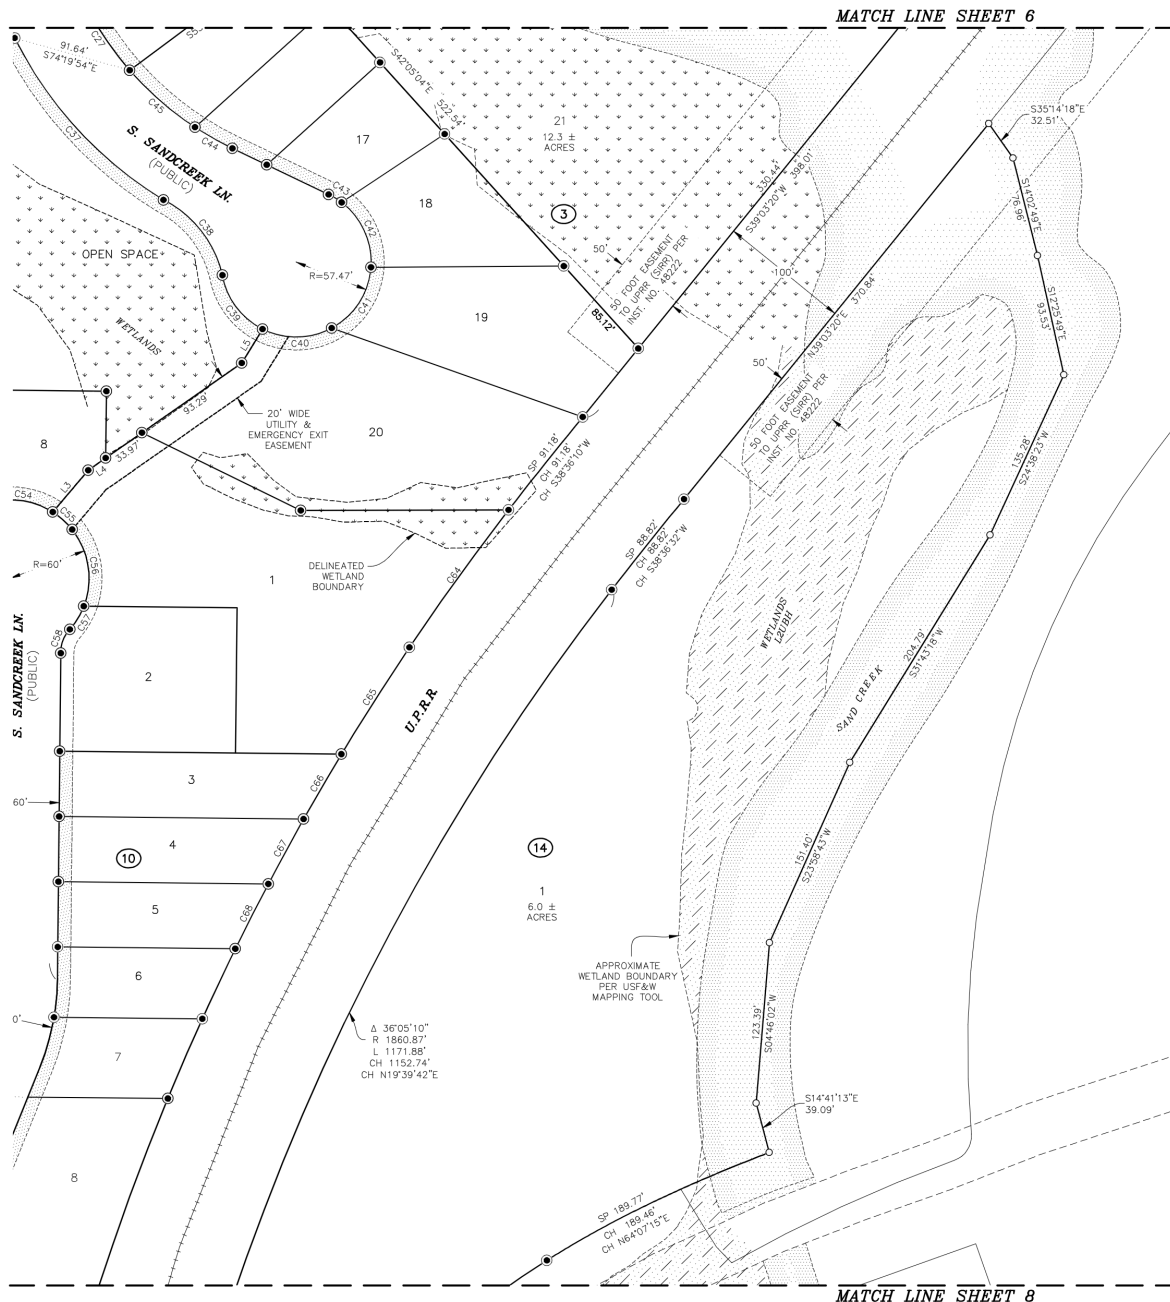 MATCH LINE SHEET 6
C27
91.64'
S74°19'54"E
C45
C44
C37
S. SANDCREEK LN.
(PUBLIC)
C38
C43
C42
C41
R=57.47'
C39
C40
L5
S42°05'04"E
522.54'
17
18
19
20
21
12.3 ±
ACRES
3
330.44'
S39°03'20"W 398.01'
50'
50 FOOT EASEMENT
TO UPRR (SIRR) PER
INST. NO. 48222
85.12'
100'
N39°03'20"E 370.84'
50'
50 FOOT EASEMENT
TO UPRR (SIRR) PER
INST. NO. 48222
S35°14'18"E
32.51'
S14°02'49"E
76.96'
S12°25'49"E
93.53'
135.28'
S24°38'23"W
204.79'
S31°43'18"W
SAND CREEK
151.40'
S23°58'43"W
123.39'
S04°46'02"W
S14°41'13"E
39.09'
OPEN SPACE
WETLANDS
93.29'
33.97'
20' WIDE
UTILITY &
EMERGENCY EXIT
EASEMENT
8
L4
L3
C54
C55
C56
R=60'
C57
C58
S. SANDCREEK LN.
(PUBLIC)
DELINEATED
WETLAND
BOUNDARY
SP 91.18'
CH 91.18'
CH S38°36'10"W
SP 88.82'
CH 88.82'
CH S38°36'32"W
C64
C65
C66
C67
C68
U.P.R.R.
WETLANDS
L2UBH
1
2
3
4
5
6
7
8
60'
10
0'
14
1
6.0 ±
ACRES
APPROXIMATE
WETLAND BOUNDARY
PER USF&W
MAPPING TOOL
Δ 36°05'10"
R 1860.87'
L 1171.88'
CH 1152.74'
CH N19°39'42"E
SP 189.77'
CH 189.46'
CH N64°07'15"E
MATCH LINE SHEET 8